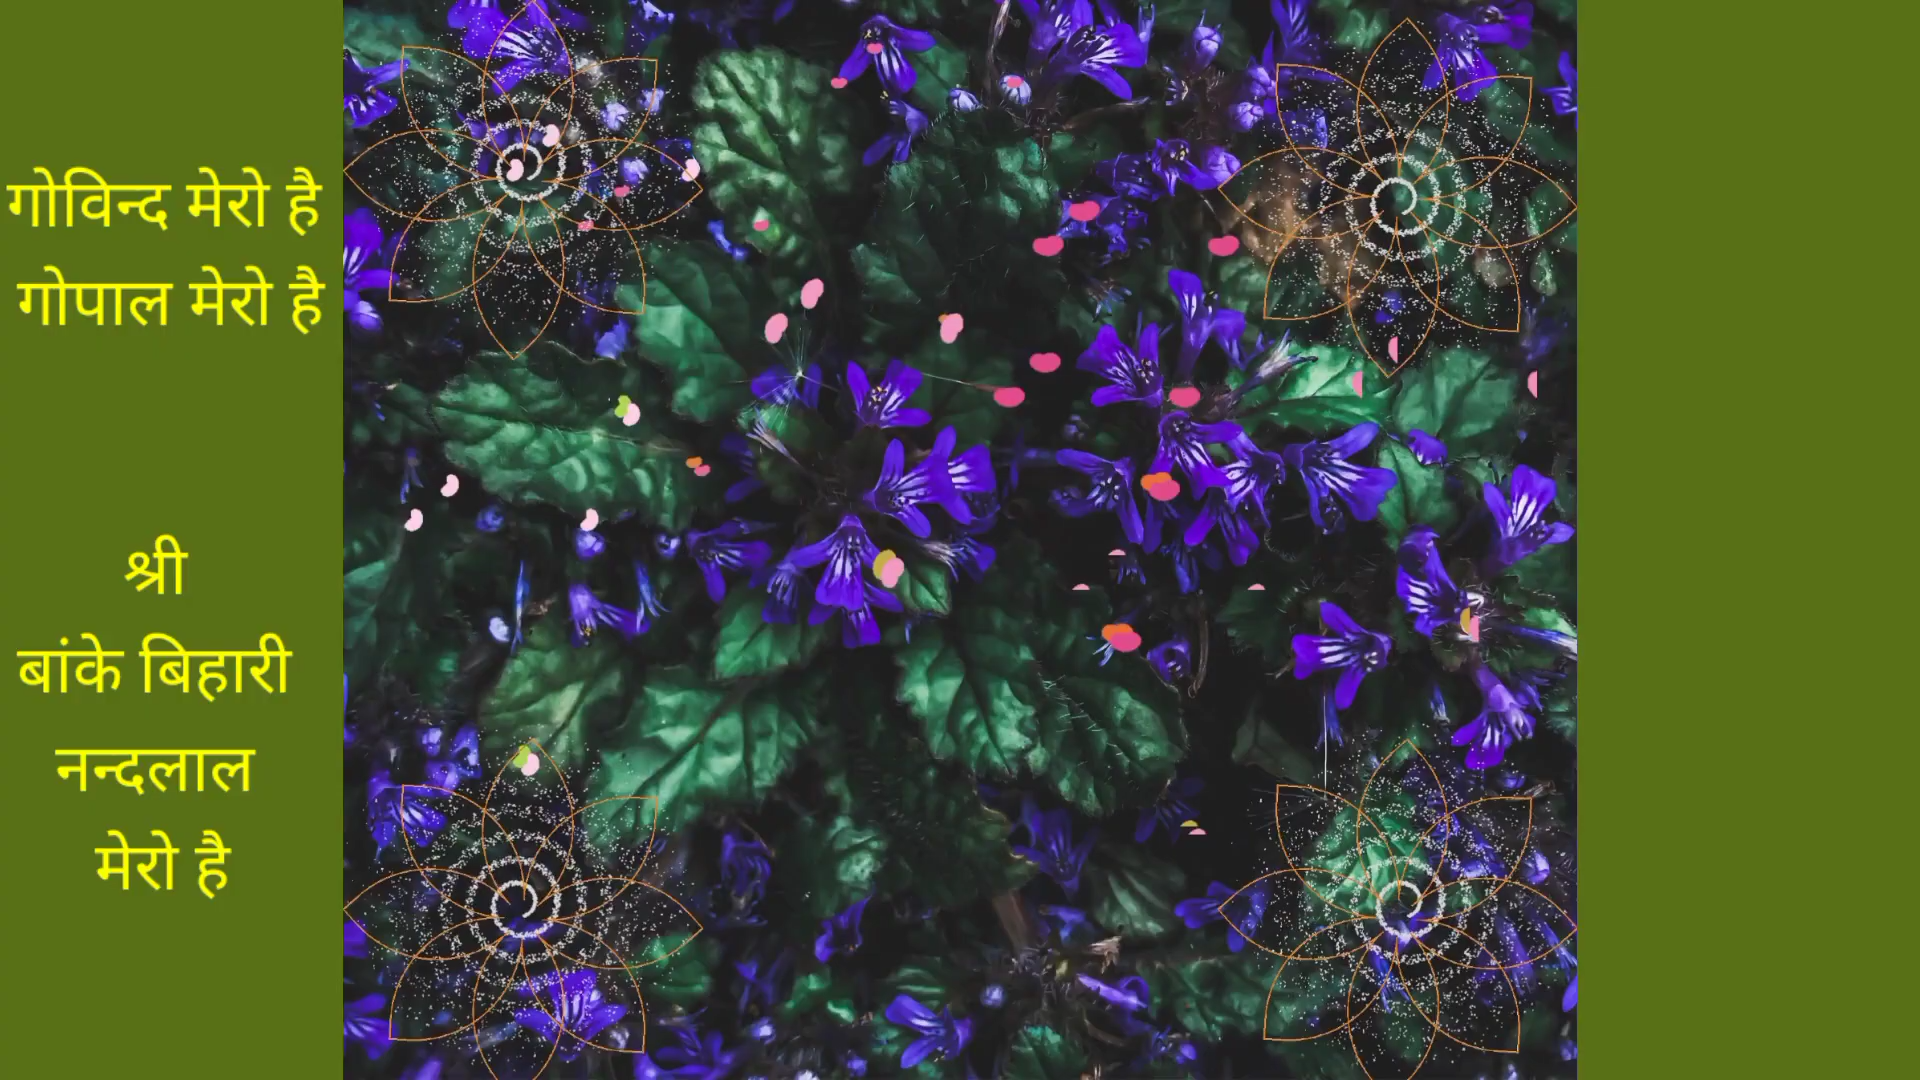 गोविन्द मेरो है
गोपाल मेरो है
श्री
बांके बिहारी
नन्दलाल
मेरो है